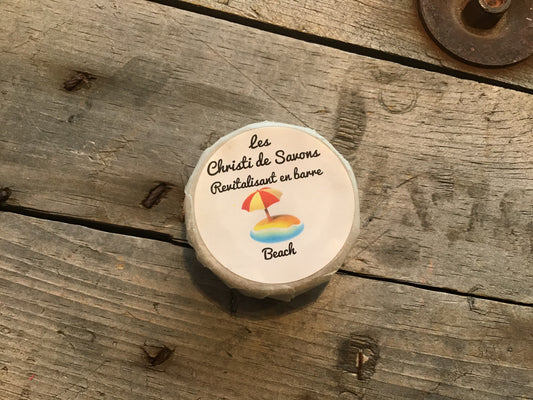 Les
Christi de Savons
Revitalisant en barre
Beach